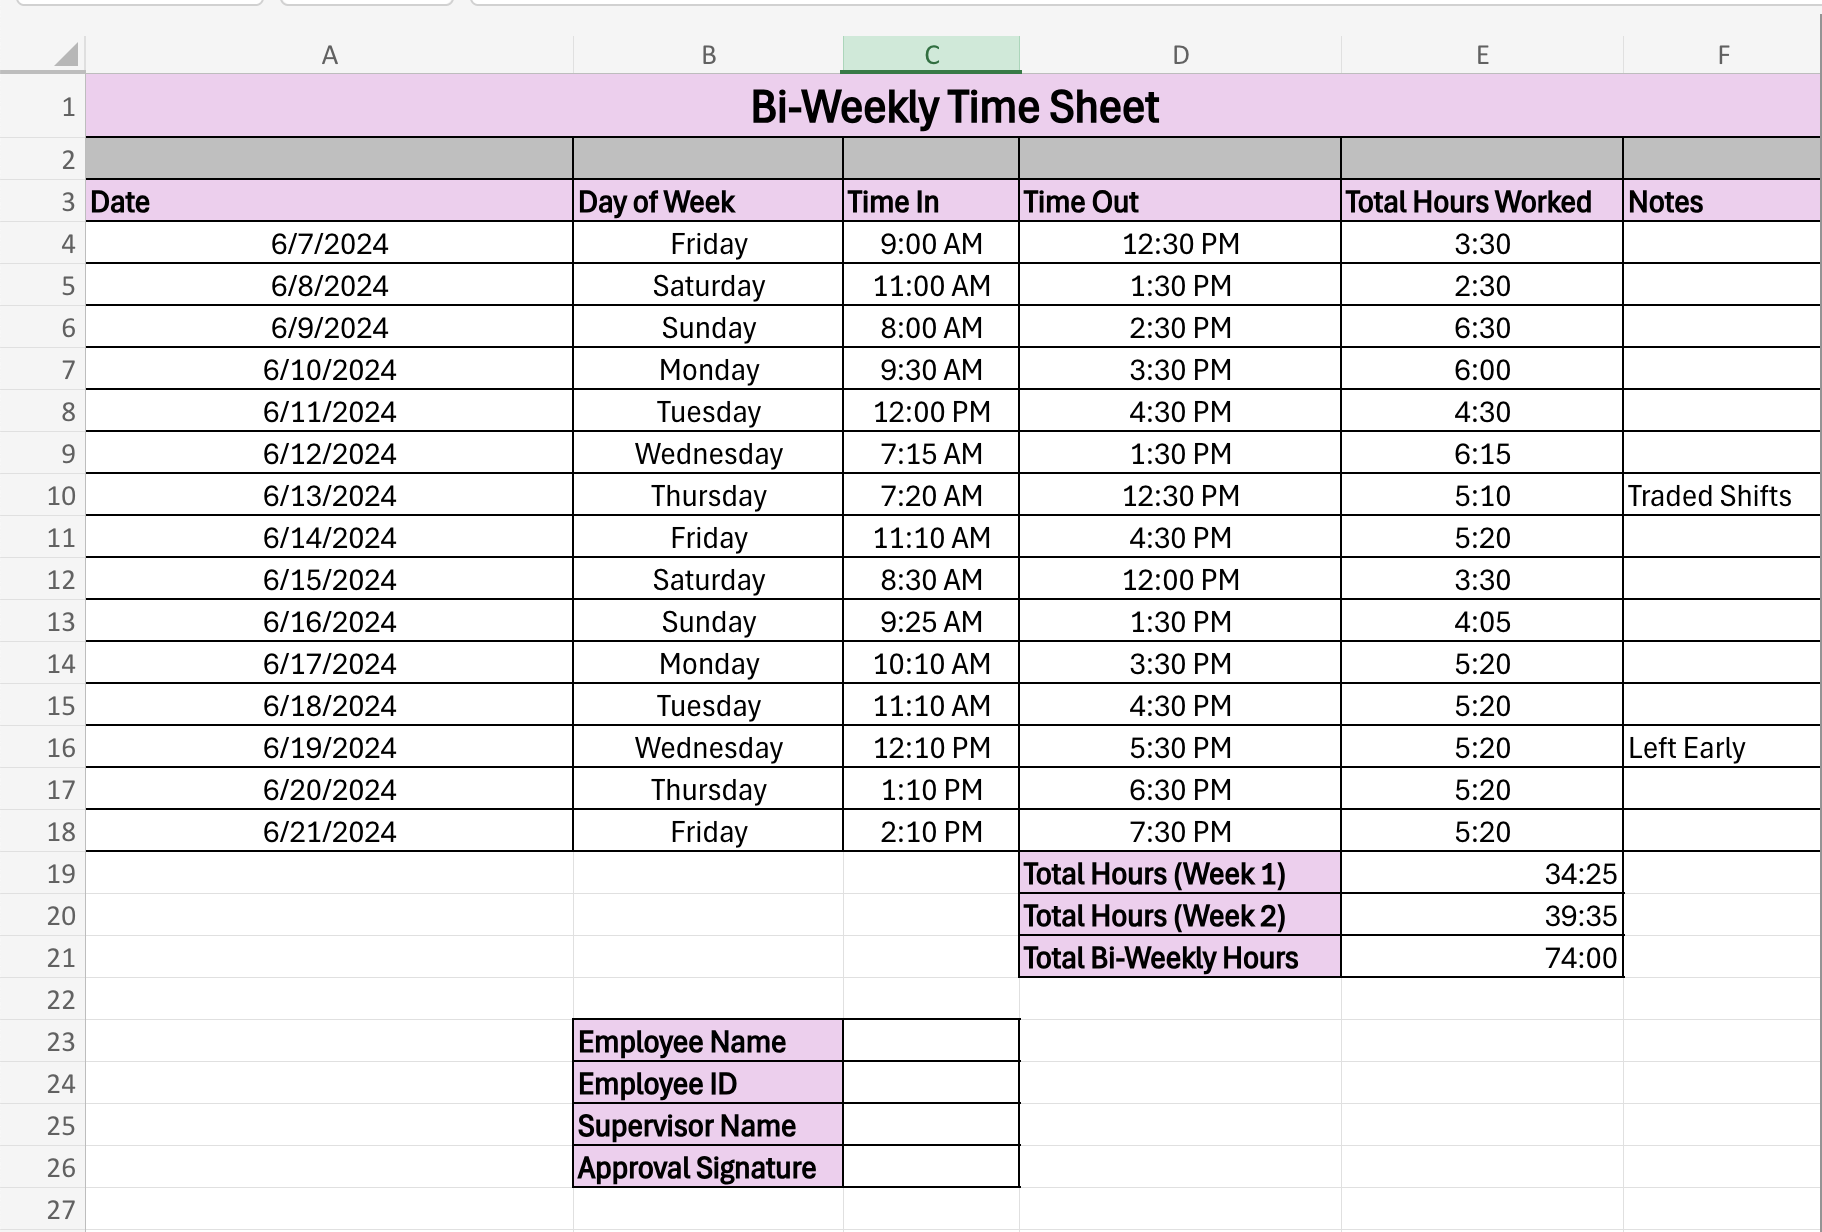 A B C D E F
1 Bi-Weekly Time Sheet
2
3 Date Day of Week Time In Time Out Total Hours Worked Notes
4 6/7/2024 Friday 9:00 AM 12:30 PM 3:30
5 6/8/2024 Saturday 11:00 AM 1:30 PM 2:30
6 6/9/2024 Sunday 8:00 AM 2:30 PM 6:30
7 6/10/2024 Monday 9:30 AM 3:30 PM 6:00
8 6/11/2024 Tuesday 12:00 PM 4:30 PM 4:30
9 6/12/2024 Wednesday 7:15 AM 1:30 PM 6:15
10 6/13/2024 Thursday 7:20 AM 12:30 PM 5:10 Traded Shifts
11 6/14/2024 Friday 11:10 AM 4:30 PM 5:20
12 6/15/2024 Saturday 8:30 AM 12:00 PM 3:30
13 6/16/2024 Sunday 9:25 AM 1:30 PM 4:05
14 6/17/2024 Monday 10:10 AM 3:30 PM 5:20
15 6/18/2024 Tuesday 11:10 AM 4:30 PM 5:20
16 6/19/2024 Wednesday 12:10 PM 5:30 PM 5:20 Left Early
17 6/20/2024 Thursday 1:10 PM 6:30 PM 5:20
18 6/21/2024 Friday 2:10 PM 7:30 PM 5:20
19 Total Hours (Week 1) 34:25
20 Total Hours (Week 2) 39:35
21 Total Bi-Weekly Hours 74:00
22
23 Employee Name
24 Employee ID
25 Supervisor Name
26 Approval Signature
27